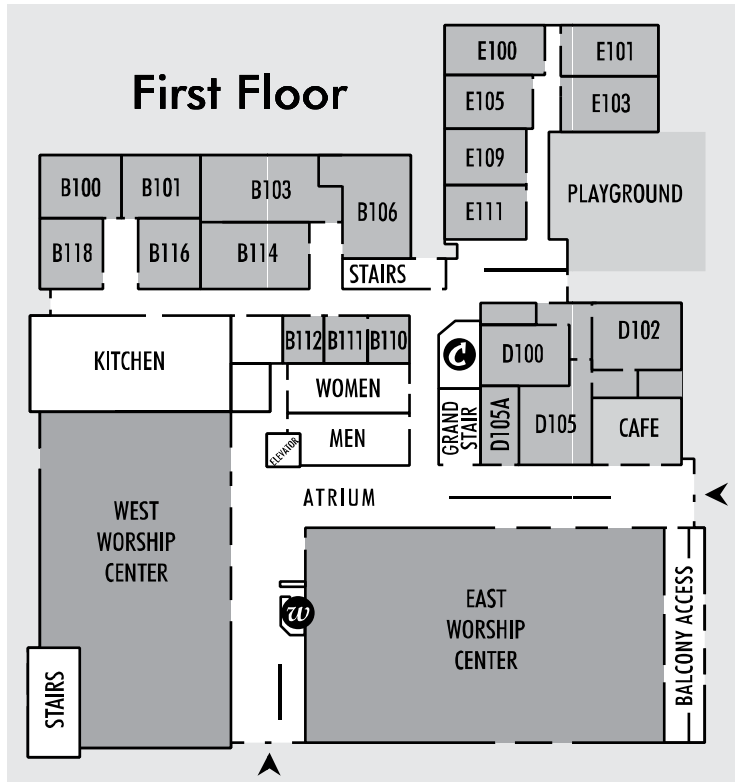 First Floor
E100
E101
E105
E103
E109
E111
PLAYGROUND
B100
B101
B103
B106
B118
B116
B114
STAIRS
KITCHEN
B112
B111
B110
WOMEN
MEN
ELEVATOR
C
GRAND
STAIR
D100
D102
D105A
D105
CAFE
ATRIUM
WEST
WORSHIP
CENTER
w
EAST
WORSHIP
CENTER
BALCONY ACCESS
STAIRS